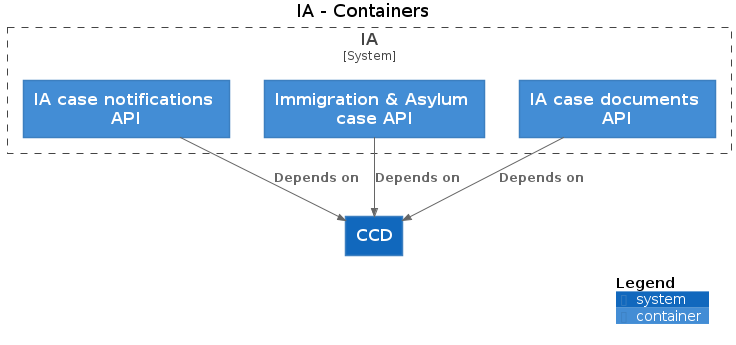 IA - Containers
IA
[System]
IA case notifications
API
Immigration & Asylum
case API
IA case documents
API
Depends on
Depends on
Depends on
CCD
Legend
system
container